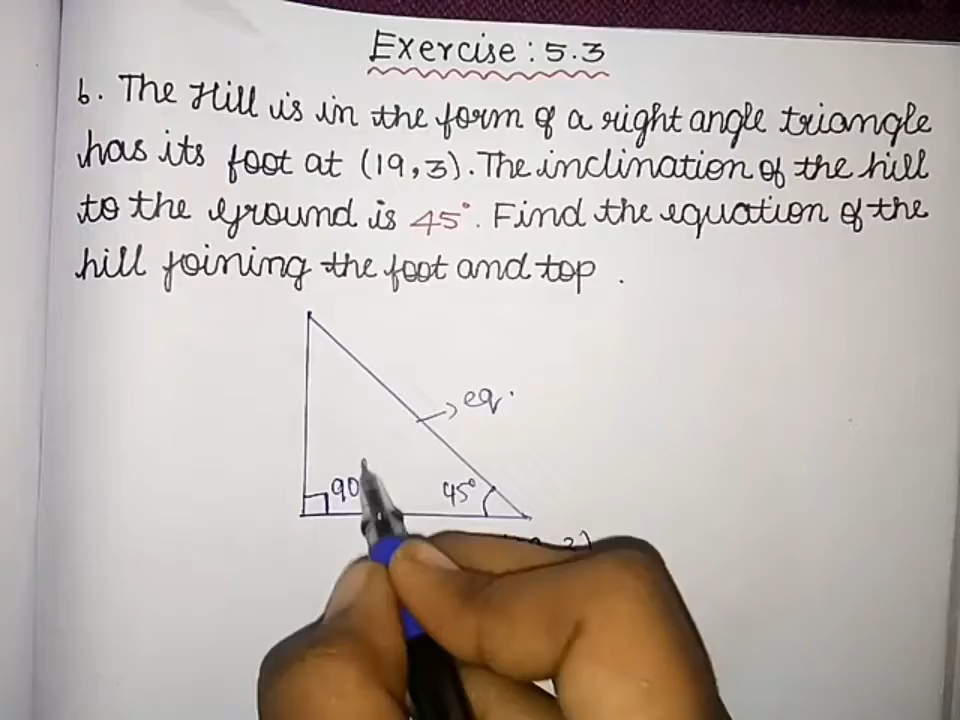 Exercise : 5.3
6. The Hill is in the form of a right angle triangle
has its foot at (19,3). The inclination of the hill
to the ground is 45°. Find the equation of the
hill joining the foot and top .
eq.
90
45°